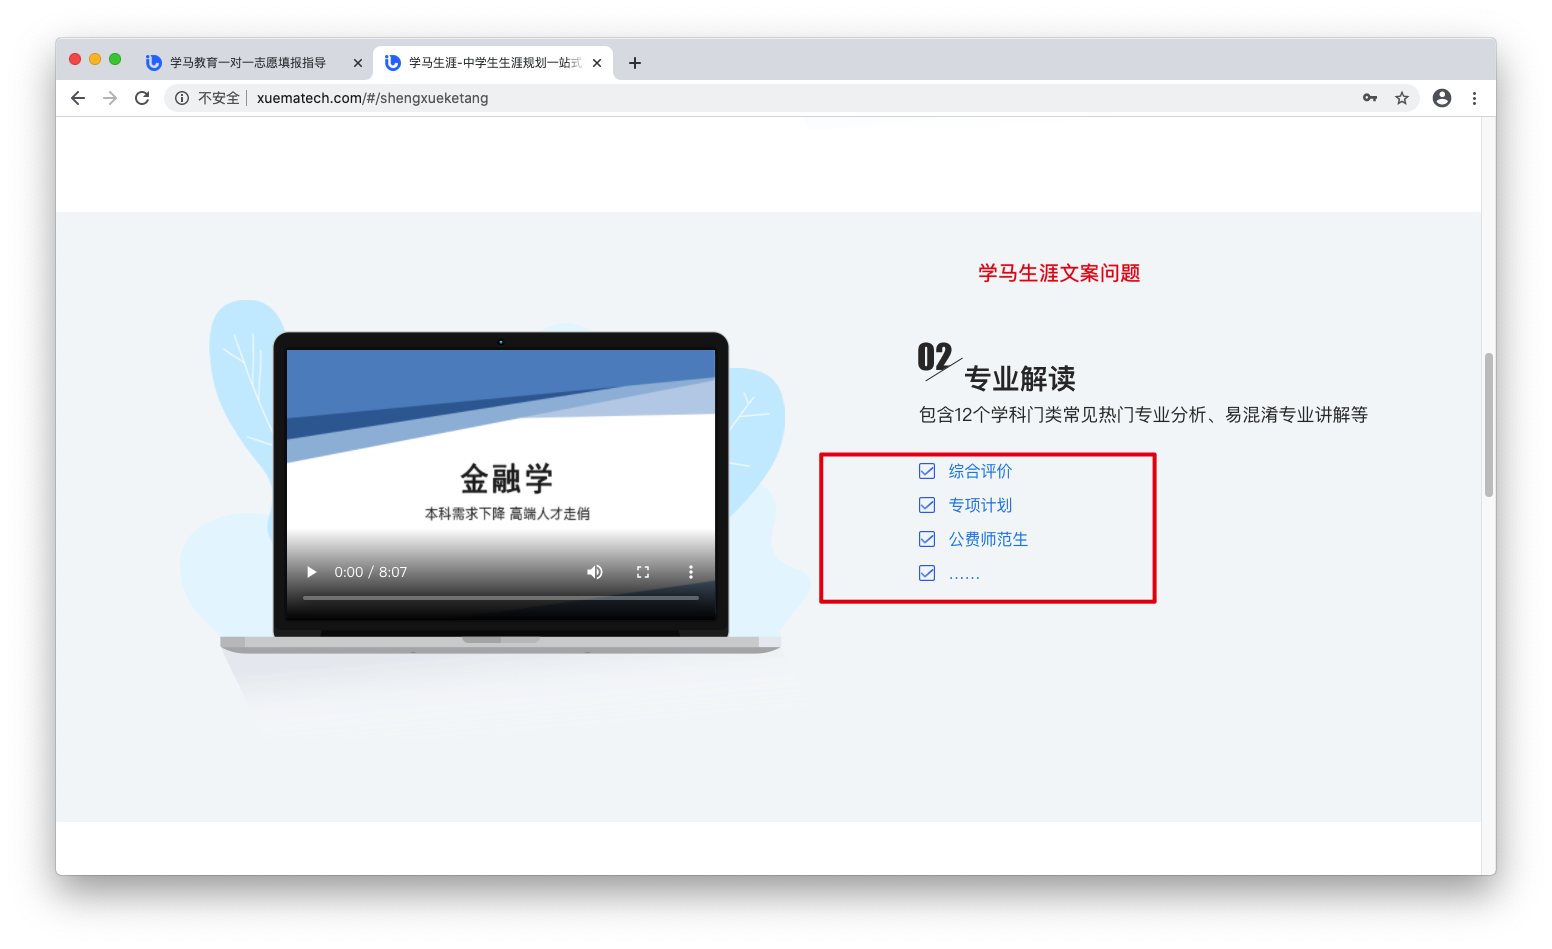 学马教育一对一志愿填报指导
学马生涯-中学生生涯规划一站式
不安全
xuematech.com/#/shengxueketang
学马生涯文案问题
02
专业解读
包含12个学科门类常见热门专业分析、易混淆专业讲解等
金融学
本科需求下降 高端人才走俏
0:00 / 8:07
综合评价
专项计划
公费师范生
……